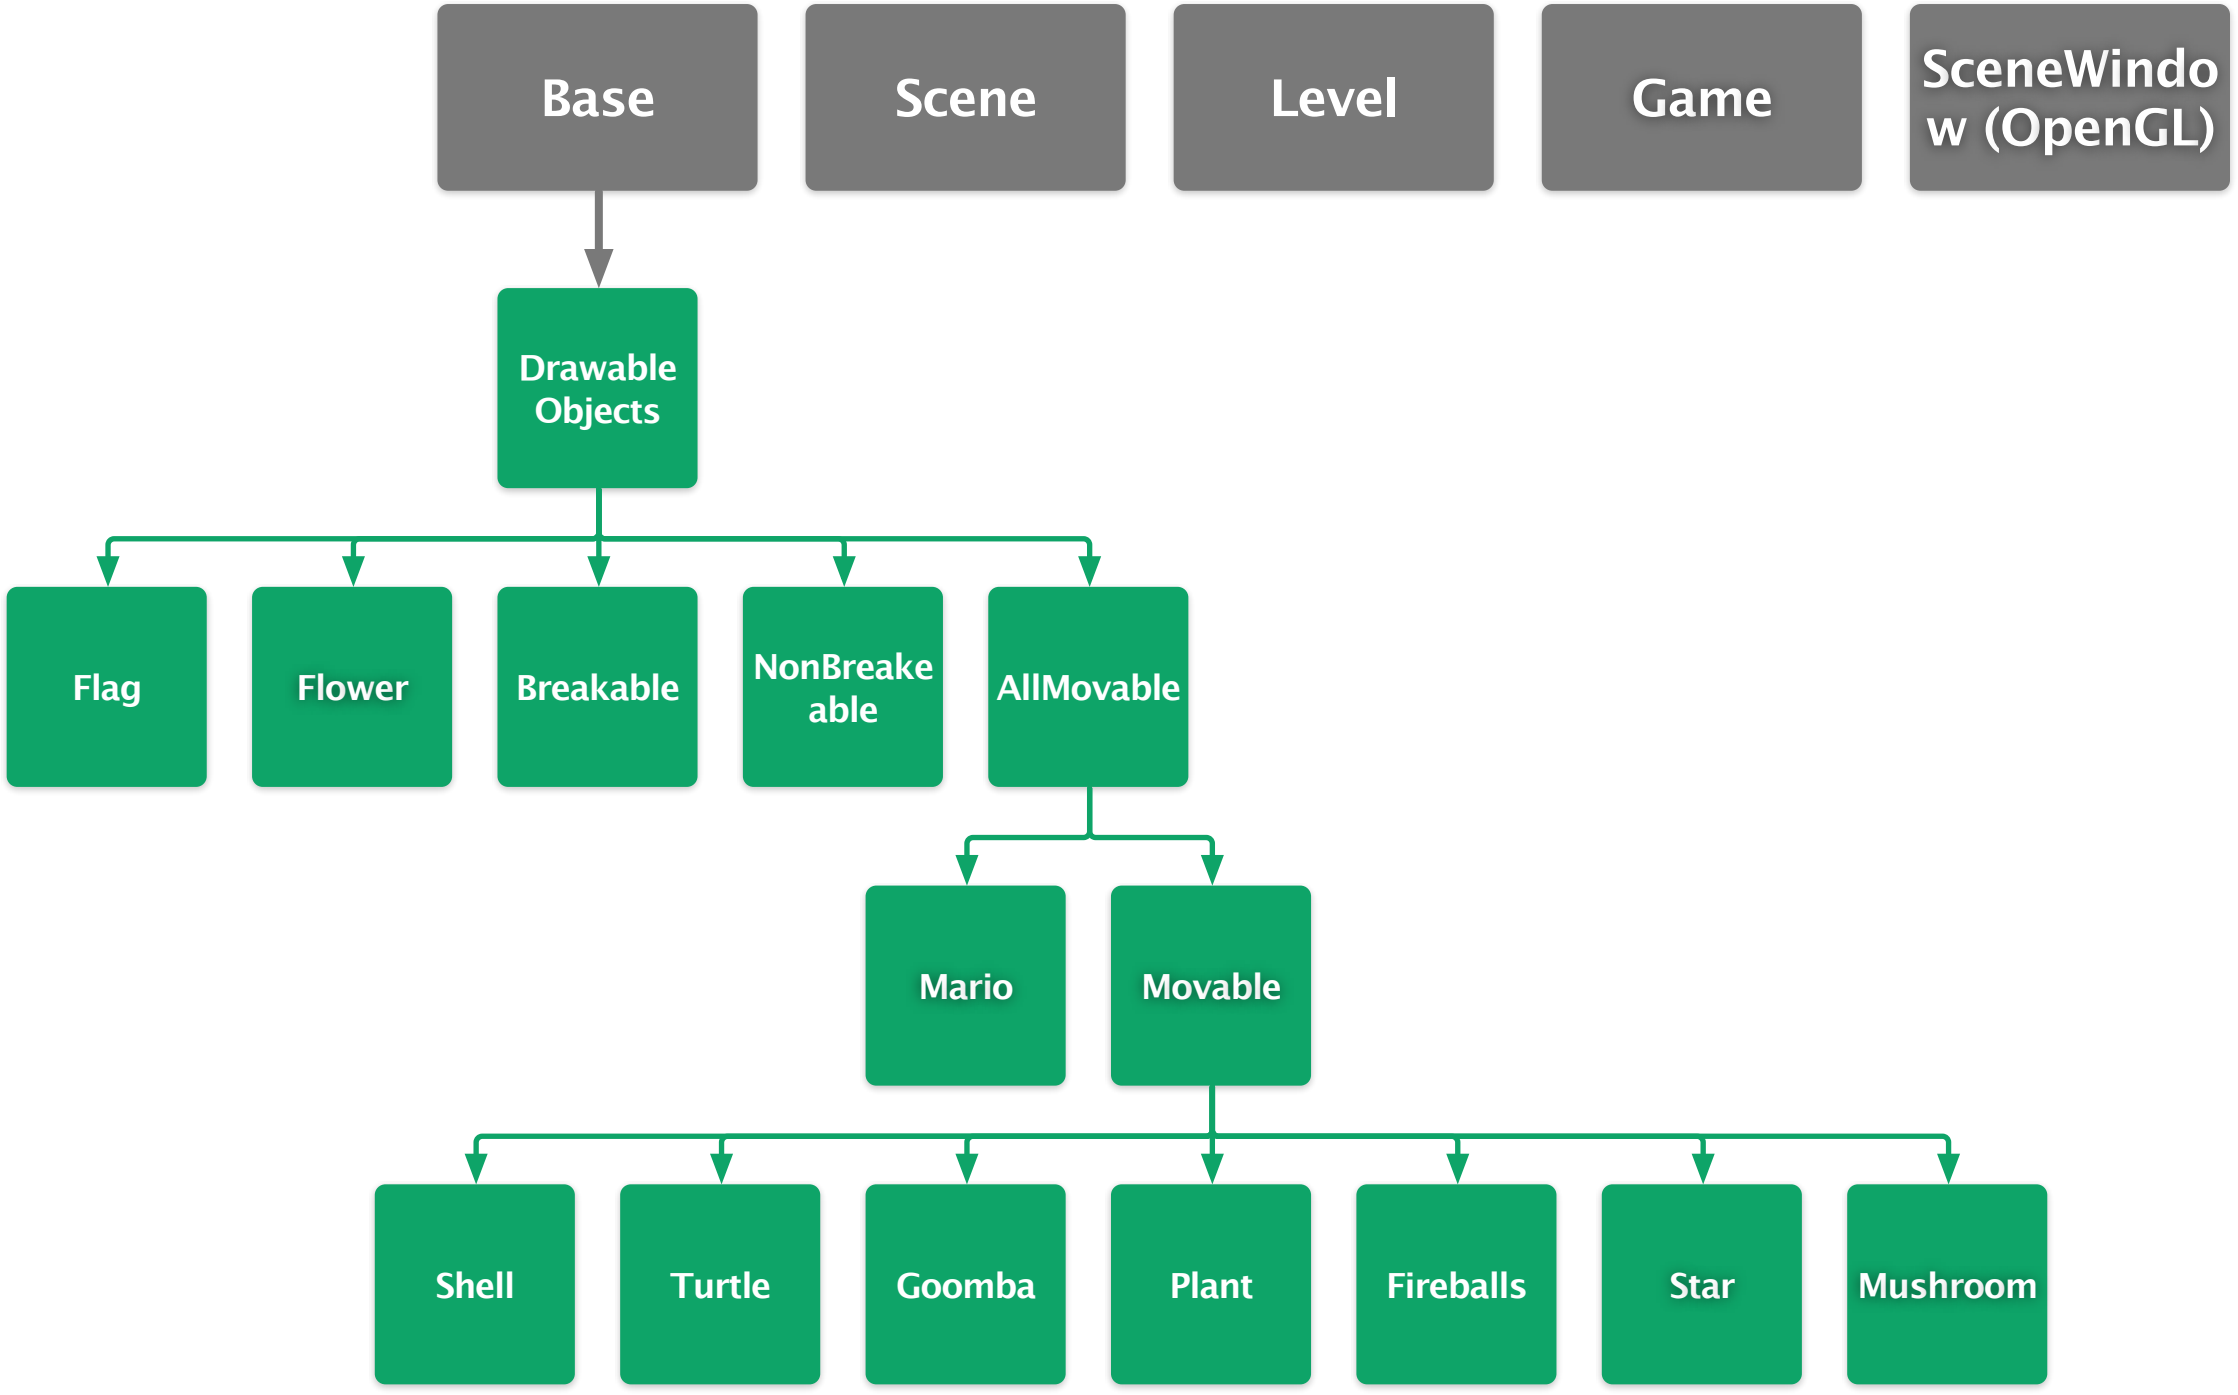 Base
Scene
Level
Game
SceneWindo
w (OpenGL)
Drawable
Objects
Flag
Flower
Breakable
NonBreake
able
AllMovable
Mario
Movable
Shell
Turtle
Goomba
Plant
Fireballs
Star
Mushroom